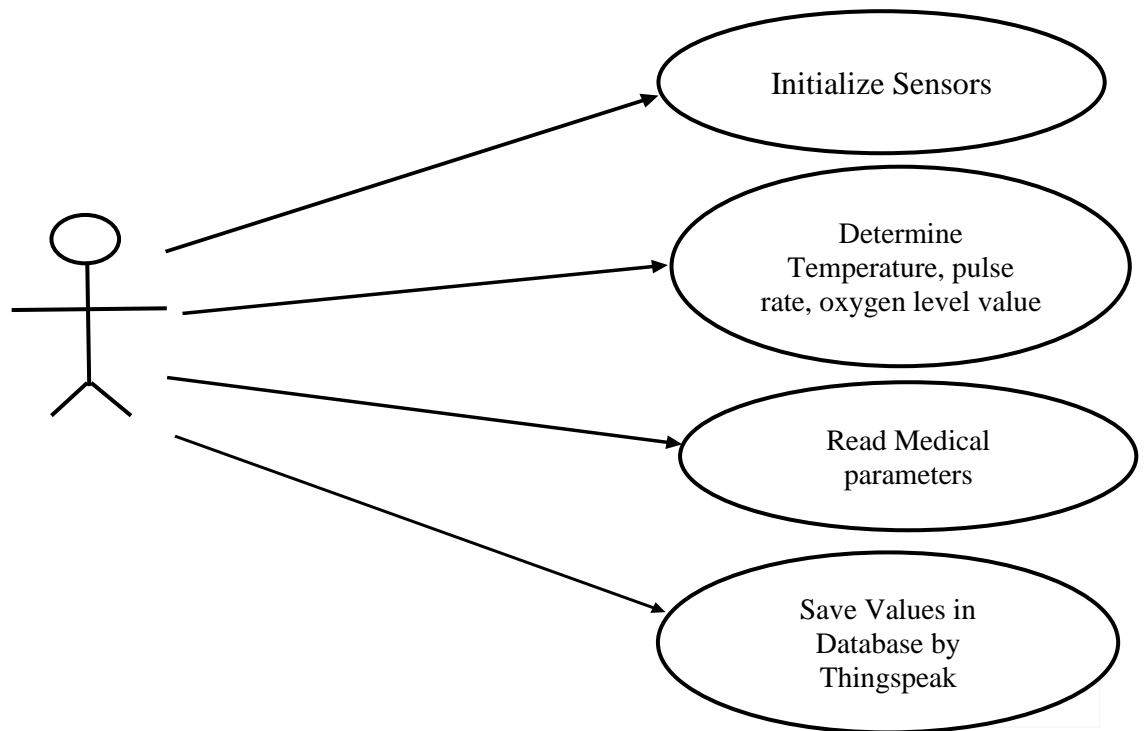 Initialize Sensors
Determine
Temperature, pulse
rate, oxygen level value
Read Medical
parameters
Save Values in
Database by
Thingspeak